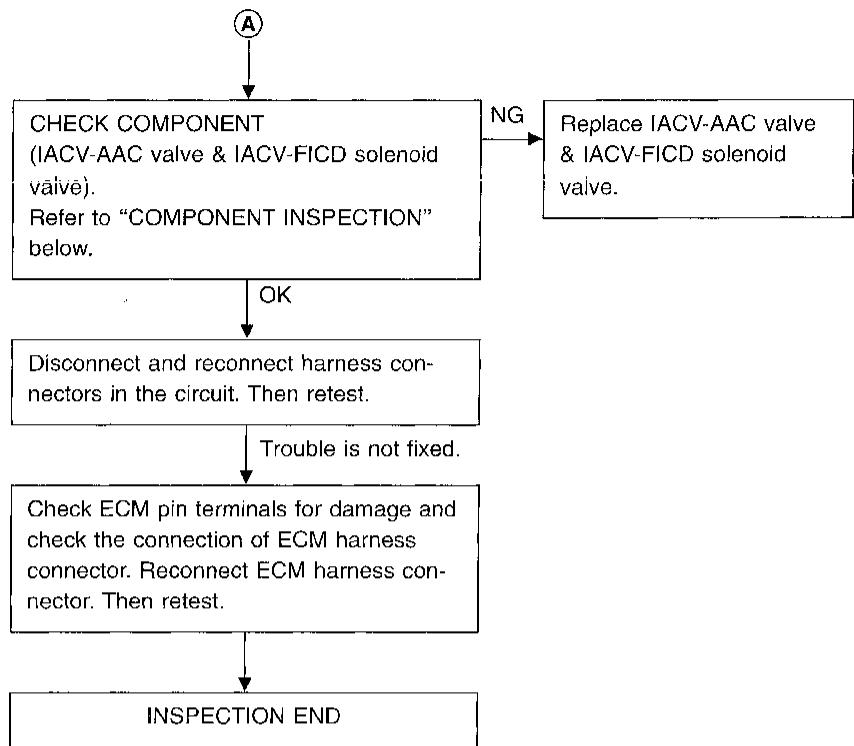 A
CHECK COMPONENT
(IACV-AAC valve & IACV-FICD solenoid
valve).
Refer to “COMPONENT INSPECTION”
below.
NG
Replace IACV-AAC valve
& IACV-FICD solenoid
valve.
OK
Disconnect and reconnect harness con-
nectors in the circuit. Then retest.
Trouble is not fixed.
Check ECM pin terminals for damage and
check the connection of ECM harness
connector. Reconnect ECM harness con-
nector. Then retest.
INSPECTION END